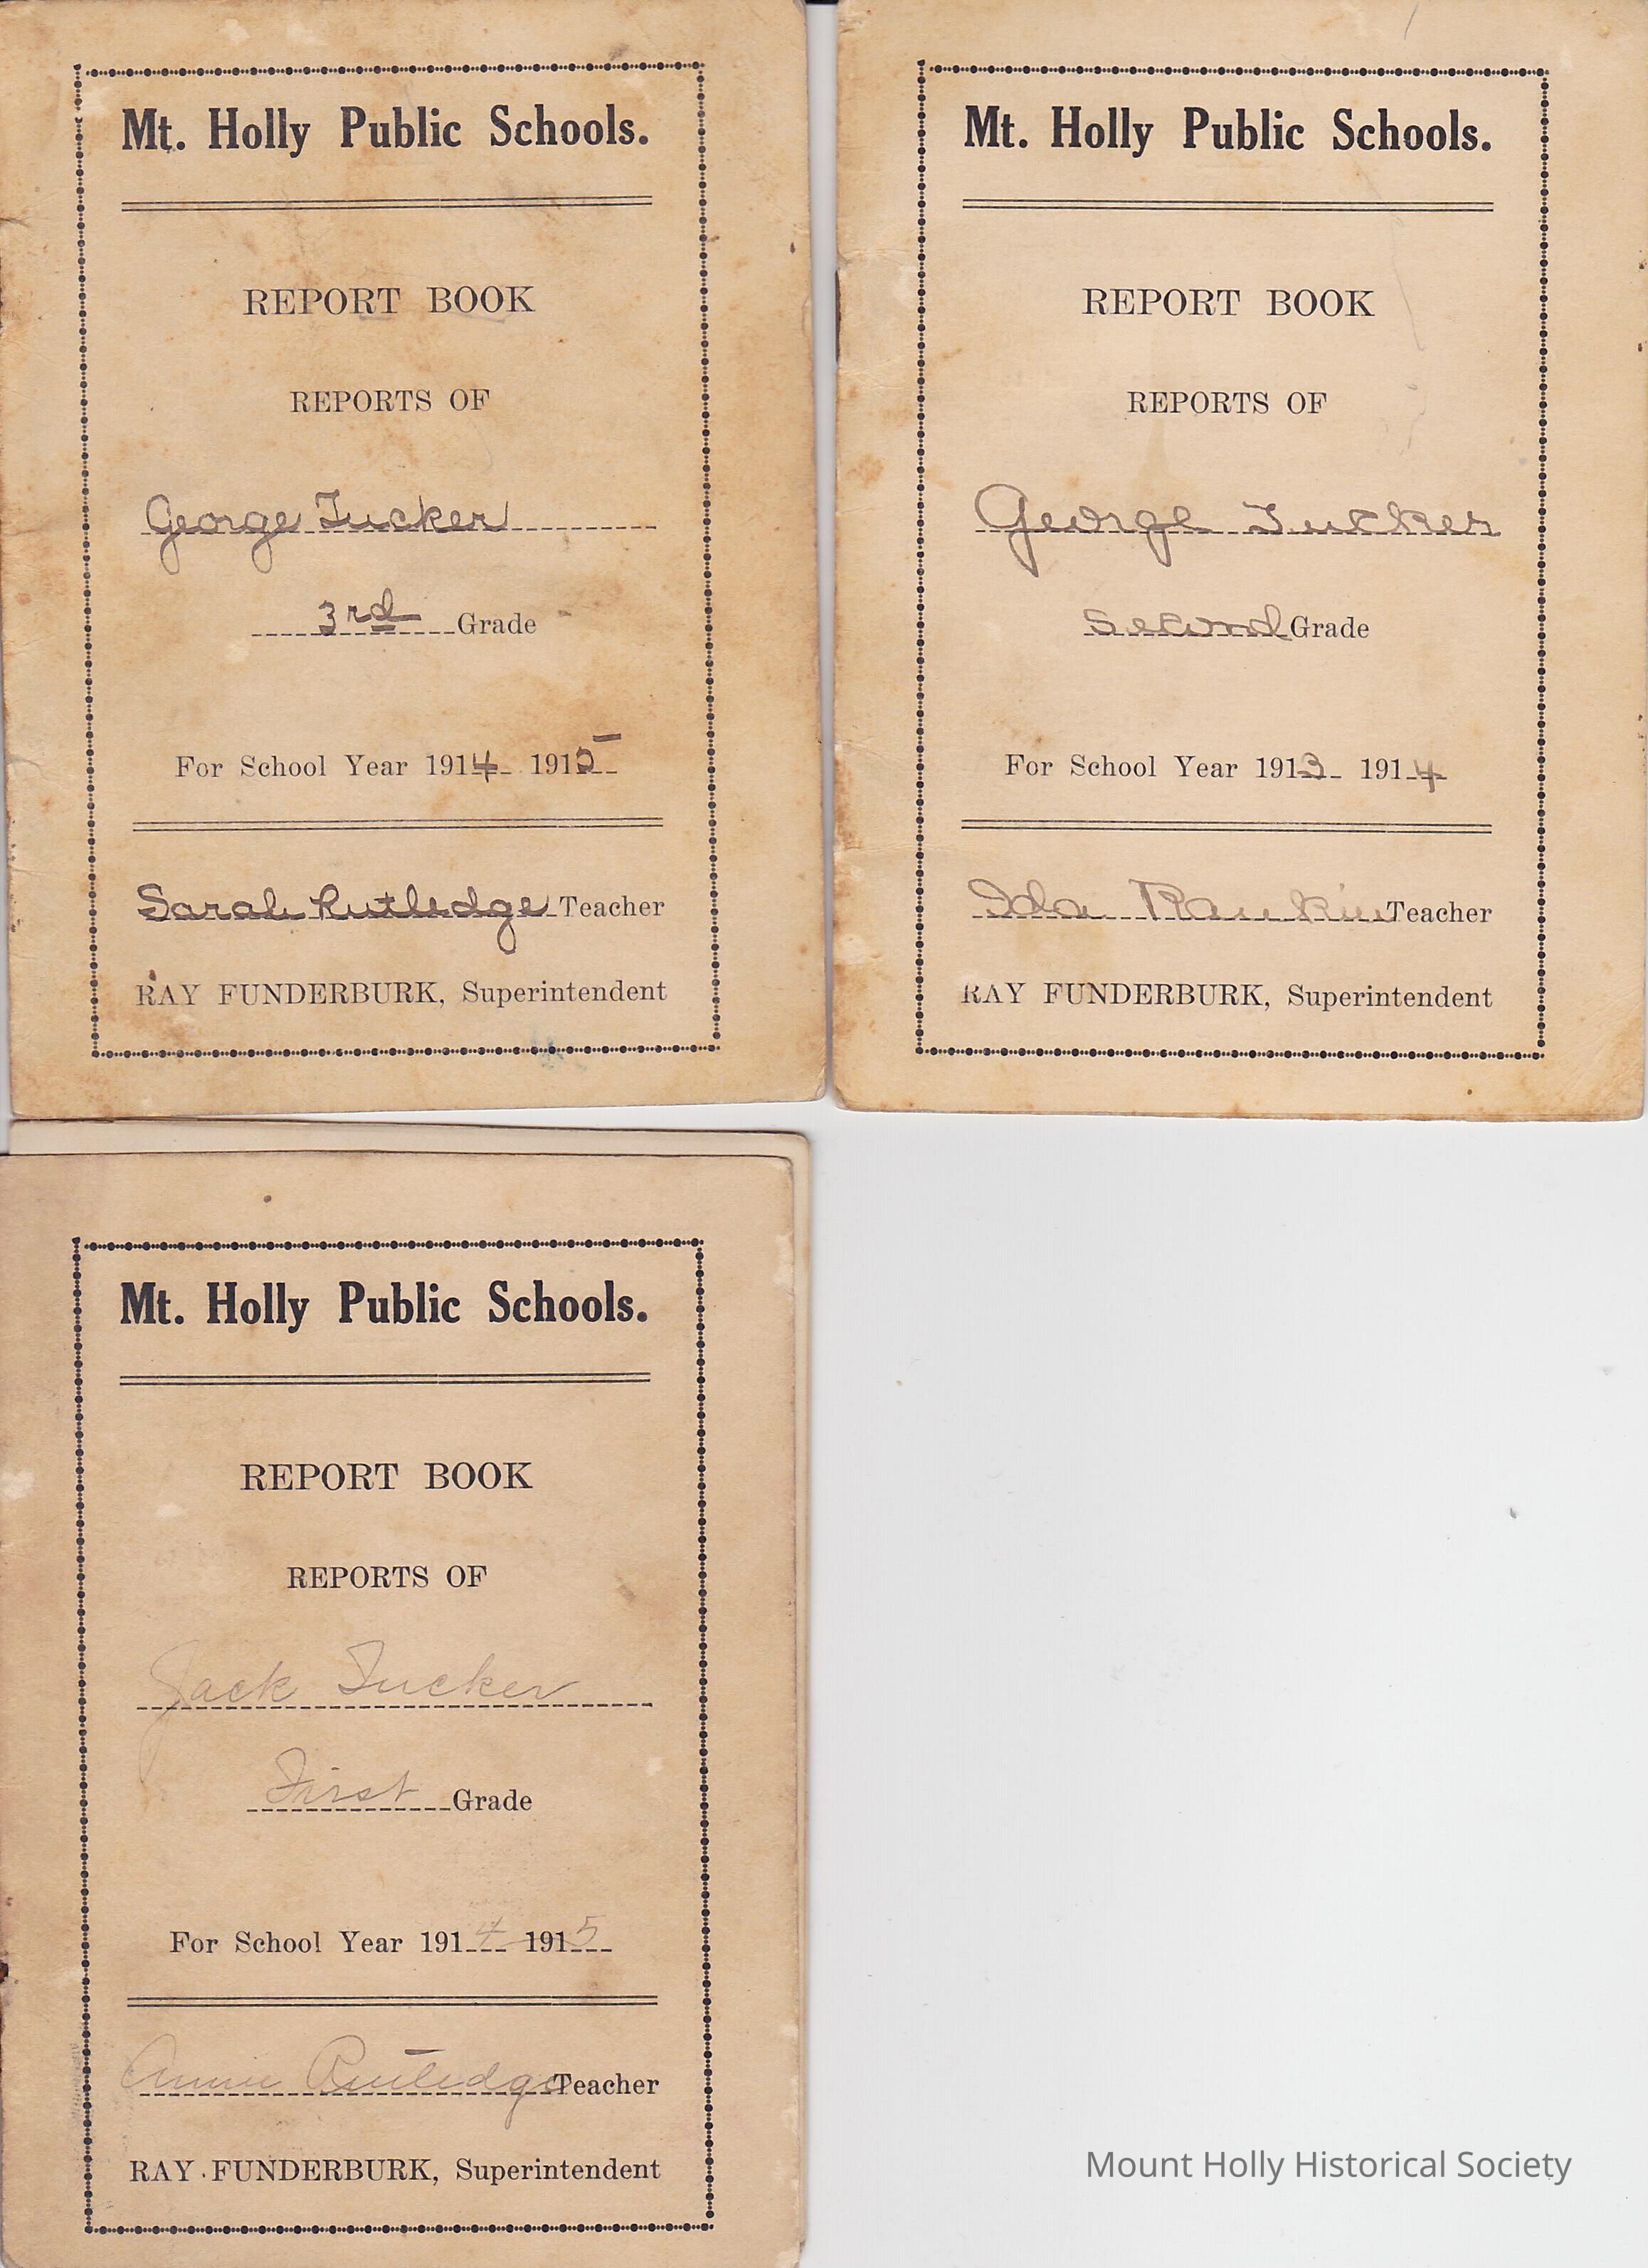 Mt. Holly Public Schools.
REPORT BOOK
REPORTS OF
George Tucker
3rd Grade
For School Year 1914 1915
Sarah Rutledge Teacher
RAY FUNDERBURK, Superintendent
Mt. Holly Public Schools.
REPORT BOOK
REPORTS OF
George Tucker
Second Grade
For School Year 1913 1914
Ida Rankin Teacher
RAY FUNDERBURK, Superintendent
Mt. Holly Public Schools.
REPORT BOOK
REPORTS OF
Jack Tucker
First Grade
For School Year 1914 1915
Annie Rutledge Teacher
RAY FUNDERBURK, Superintendent
Mount Holly Historical Society